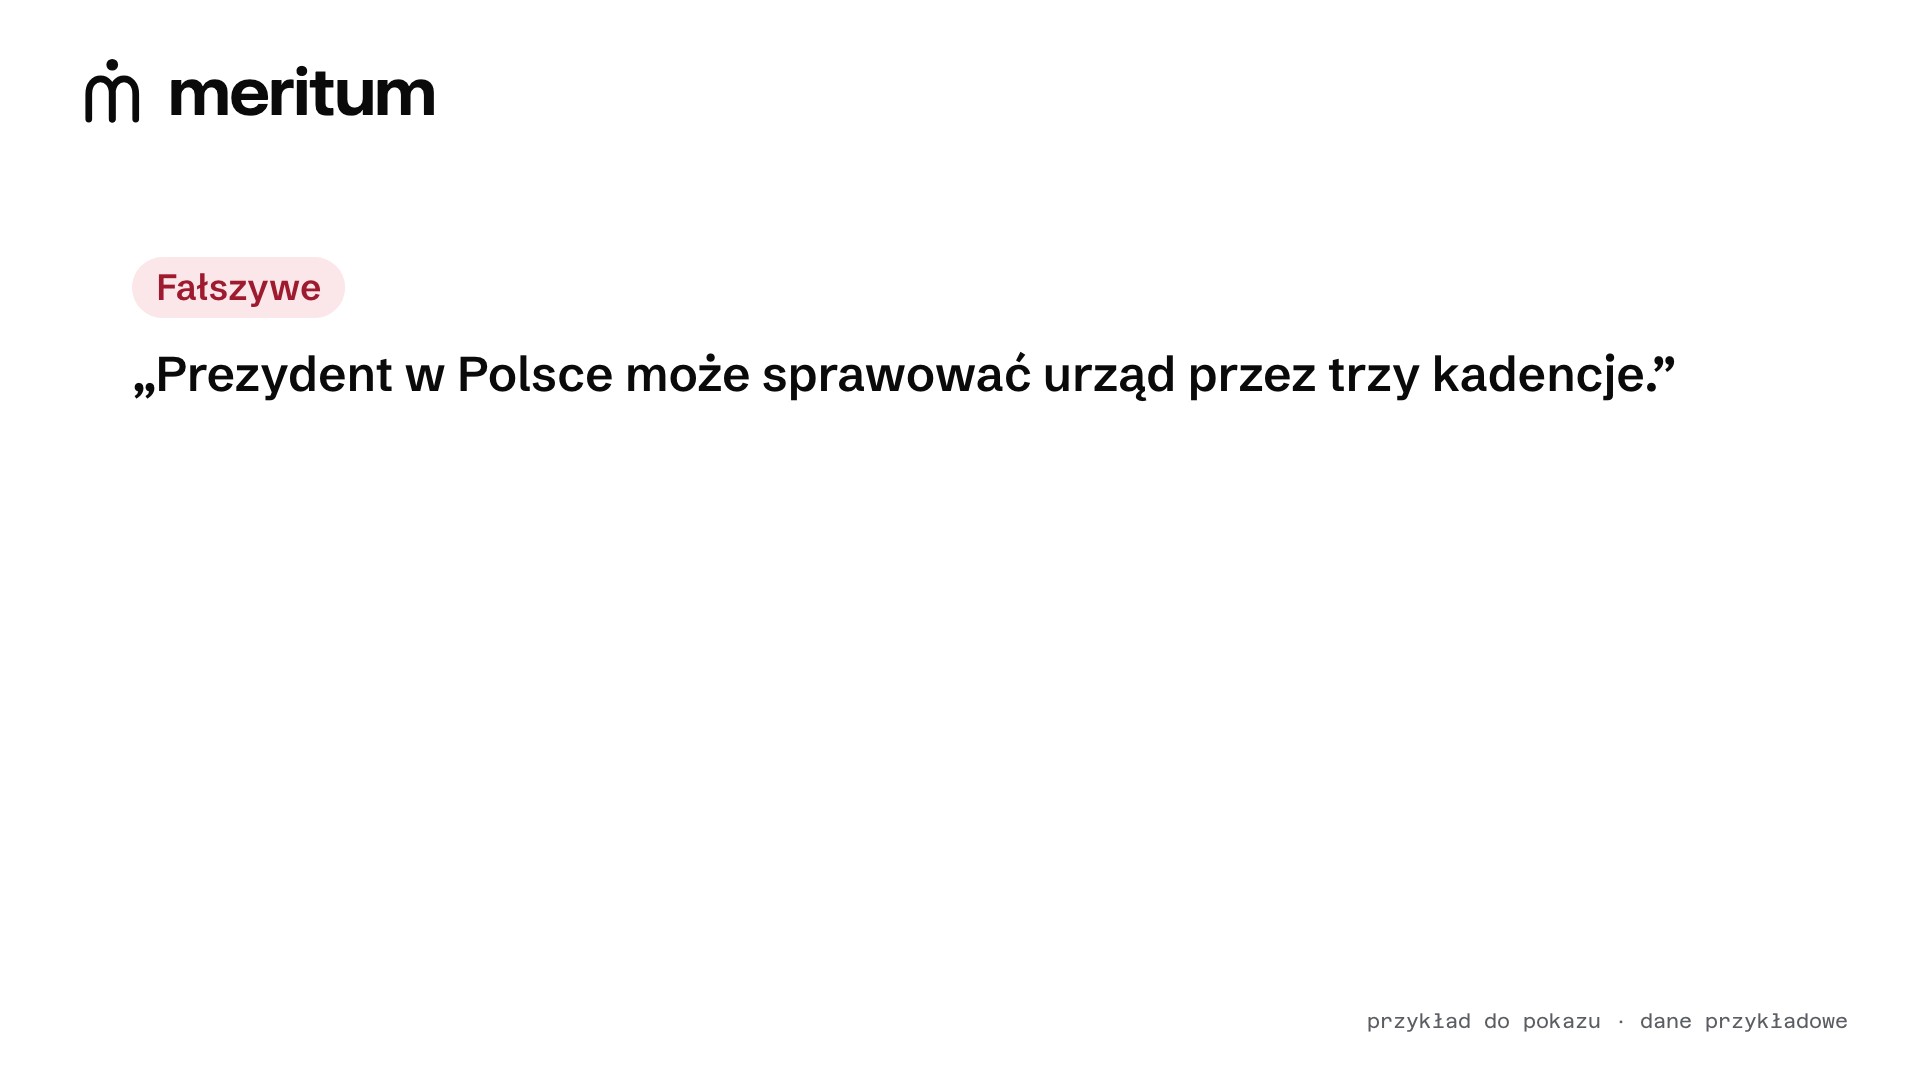 meritum
Fałszywe
„Prezydent w Polsce może sprawować urząd przez trzy kadencje.”
przykład do pokazu · dane przykładowe